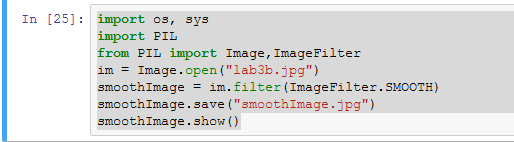 In [25]: import os, sys
import PIL
from PIL import Image,ImageFilter
im = Image.open("lab3b.jpg")
smoothImage = im.filter(ImageFilter.SMOOTH)
smoothImage.save("smoothImage.jpg")
smoothImage.show()